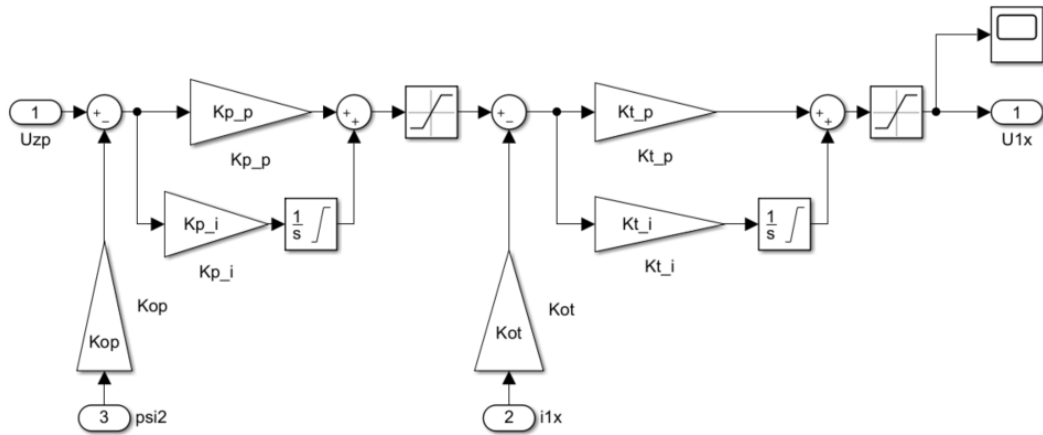 1
Uzp
+
−
Kp_p
Kp_p
+
+
Kp_i
Kp_i
1
s
Kop
Kop
3
psi2
+
−
Kt_p
Kt_p
+
+
Kt_i
Kt_i
1
s
Kot
Kot
2
i1x
1
U1x